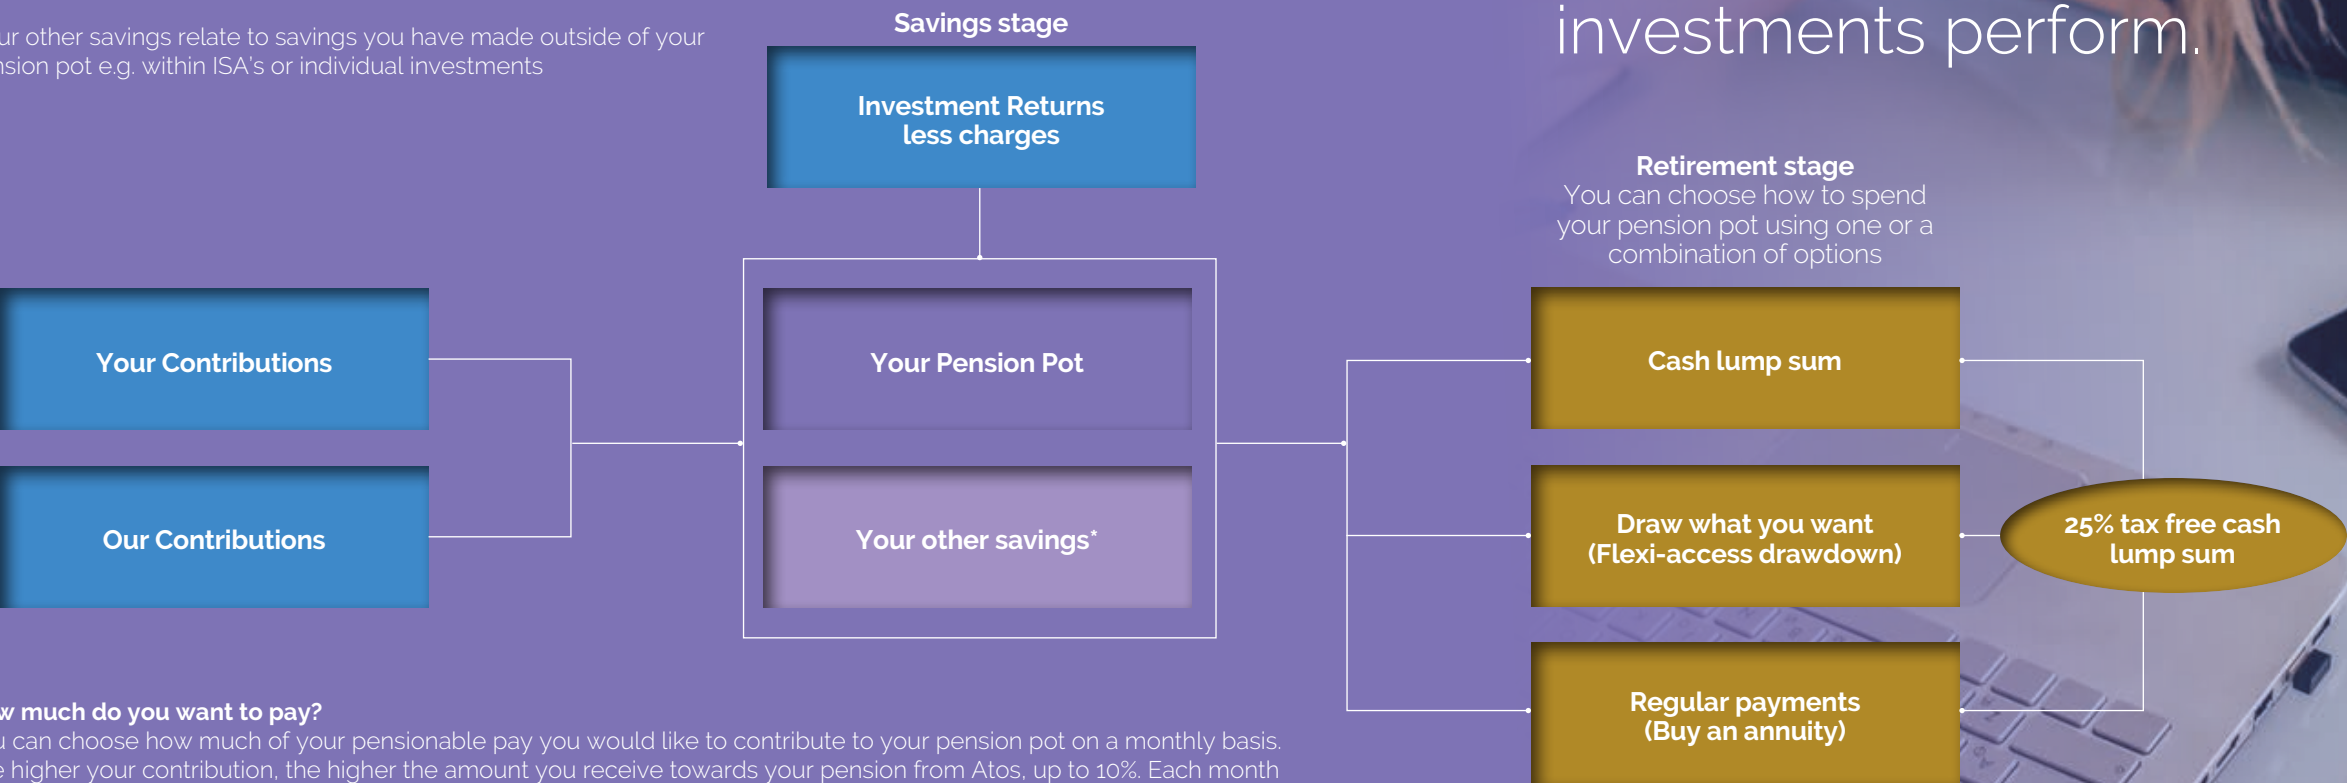 ur other savings relate to savings you have made outside of your
nsion pot e.g. within ISA's or individual investments
Savings stage
Investment Returns
less charges
investments perform.
Retirement stage
You can choose how to spend
your pension pot using one or a
combination of options
Your Contributions
Our Contributions
Your Pension Pot
Your other savings*
Cash lump sum
Draw what you want
(Flexi-access drawdown)
Regular payments
(Buy an annuity)
25% tax free cash
lump sum
w much do you want to pay?
u can choose how much of your pensionable pay you would like to contribute to your pension pot on a monthly basis.
e higher your contribution, the higher the amount you receive towards your pension from Atos, up to 10%. Each month